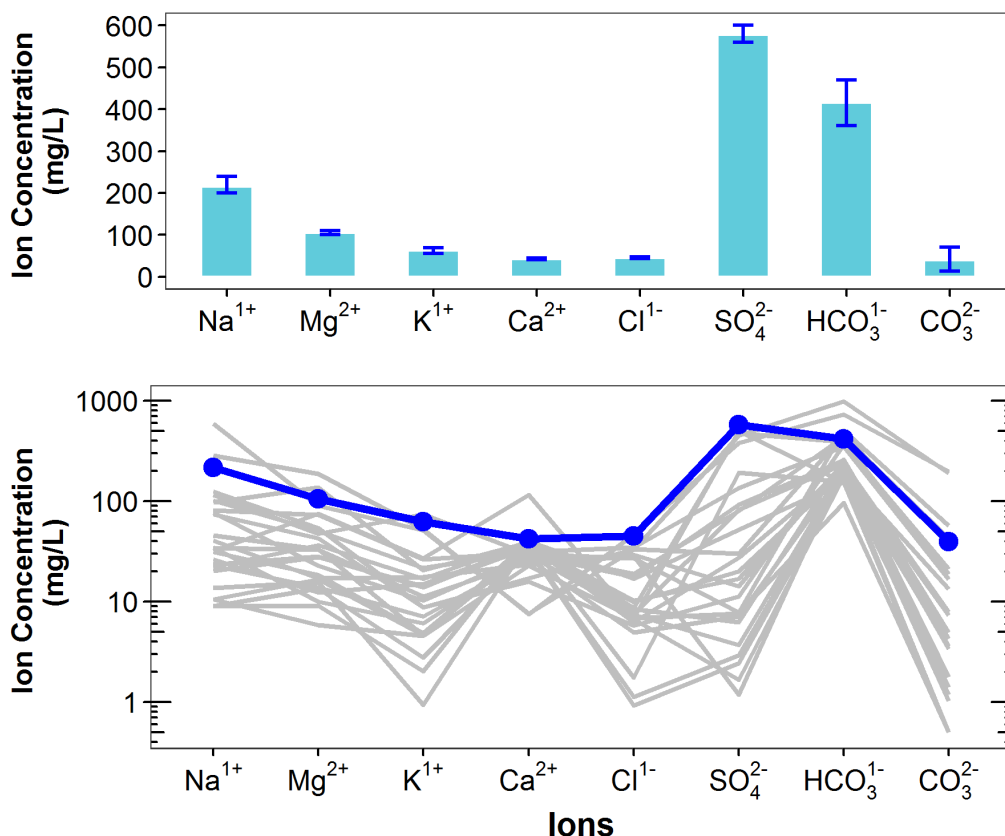 Ion Concentration
(mg/L)
600
500
400
300
200
100
0
Na¹⁺ Mg²⁺ K¹⁺ Ca²⁺ Cl¹⁻ SO₄²⁻ HCO₃¹⁻ CO₃²⁻
Ion Concentration
(mg/L)
1000
100
10
1
Na¹⁺ Mg²⁺ K¹⁺ Ca²⁺ Cl¹⁻ SO₄²⁻ HCO₃¹⁻ CO₃²⁻
Ions